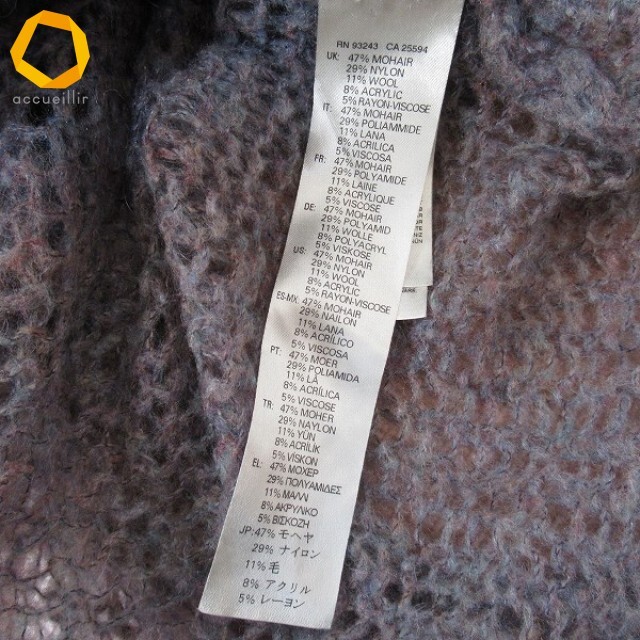 accueillir
RN 93243 CA 25594
UK: 47% MOHAIR
29% NYLON
11% WOOL
8% ACRYLIC
5% RAYON-VISCOSE
IT: 47% MOHAIR
29% POLIAMMIDE
11% LANA
8% ACRILICA
5% VISCOSA
FR: 47% MOHAIR
29% POLYAMIDE
11% LAINE
8% ACRYLIQUE
5% VISCOSE
DE: 47% MOHAIR
29% POLYAMID
11% WOLLE
8% POLYACRYL
5% VISKOSE
US: 47% MOHAIR
29% NYLON
11% WOOL
8% ACRYLIC
5% RAYON-VISCOSE
ES-MX: 47% MOHAIR
29% NAILON
11% LANA
8% ACRÍLICO
5% VISCOSA
PT: 47% MOER
29% POLIAMIDA
11% LÃ
8% ACRÍLICA
5% VISCOSE
TR: 47% MOHER
29% NAYLON
11% YÜN
8% AKRILIK
5% VISKON
EL: 47% ΜΟΧΕΡ
29% ΠΟΛΥΑΜΙΔΕΣ
11% ΜΑΛΛΙ
8% ΑΚΡΥΛΙΚΟ
5% ΒΙΣΚΟΖΗ
JP:47% モヘヤ
29% ナイロン
11% 毛
8% アクリル
5% レーヨン